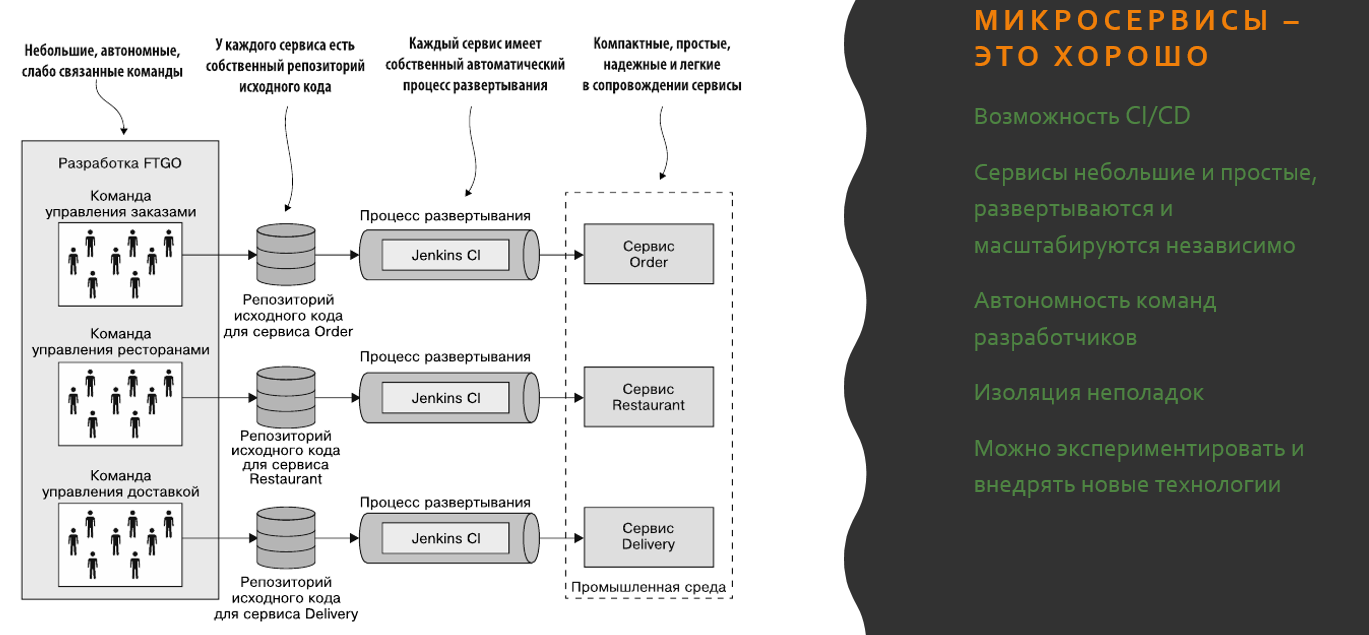 Небольшие, автономные,
слабо связанные команды
У каждого сервиса есть
собственный репозиторий
исходного кода
Каждый сервис имеет
собственный автоматический
процесс развертывания
Компактные, простые,
надежные и легкие
в сопровождении сервисы
Разработка FTGO
Команда
управления заказами
Репозиторий
исходного кода
для сервиса Order
Процесс развертывания
Jenkins CI
Сервис
Order
Команда
управления ресторанами
Репозиторий
исходного кода
для сервиса
Restaurant
Процесс развертывания
Jenkins CI
Сервис
Restaurant
Команда
управления доставкой
Репозиторий
исходного кода
для сервиса Delivery
Процесс развертывания
Jenkins CI
Сервис
Delivery
Промышленная среда
МИКРОСЕРВИСЫ –
ЭТО ХОРОШО
Возможность CI/CD
Сервисы небольшие и простые,
развертываются и
масштабируются независимо
Автономность команд
разработчиков
Изоляция неполадок
Можно экспериментировать и
внедрять новые технологии